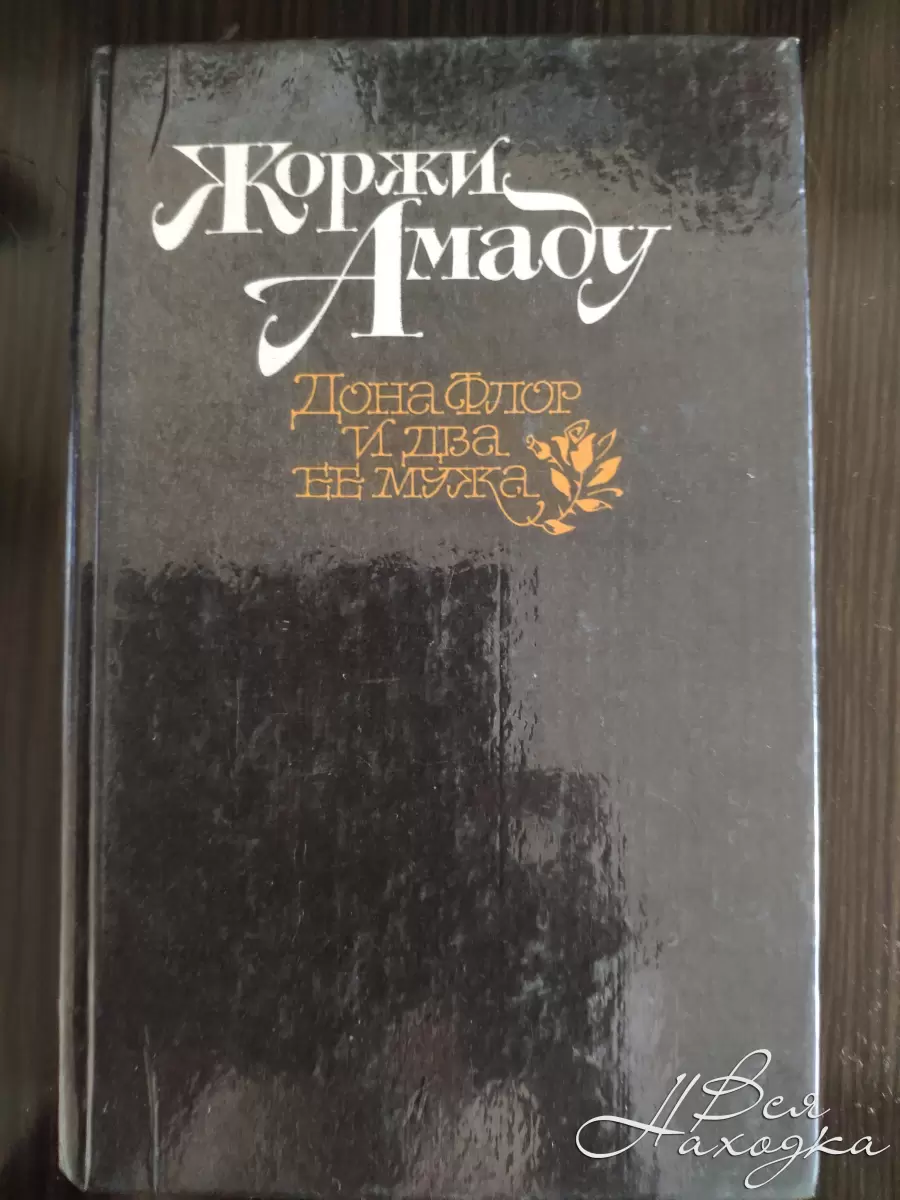 Жоржи
Амаду
Дона Флор
и два
ее мужа
Вся
Находка